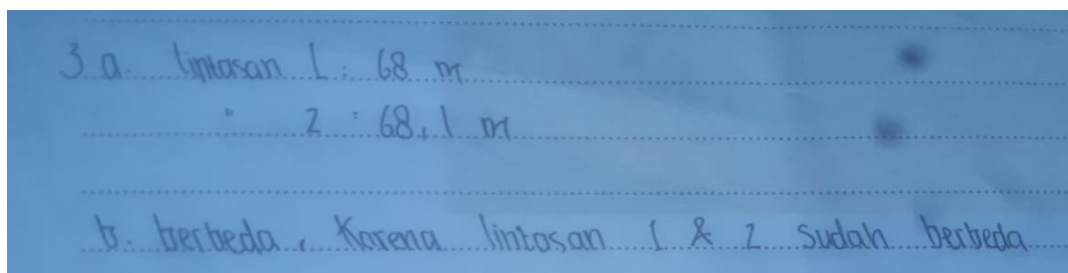 3.a. lintasan 1 : 68 m
" 2 : 68,1 m
b. berbeda, Karena lintasan 1 & 2 sudah berbeda